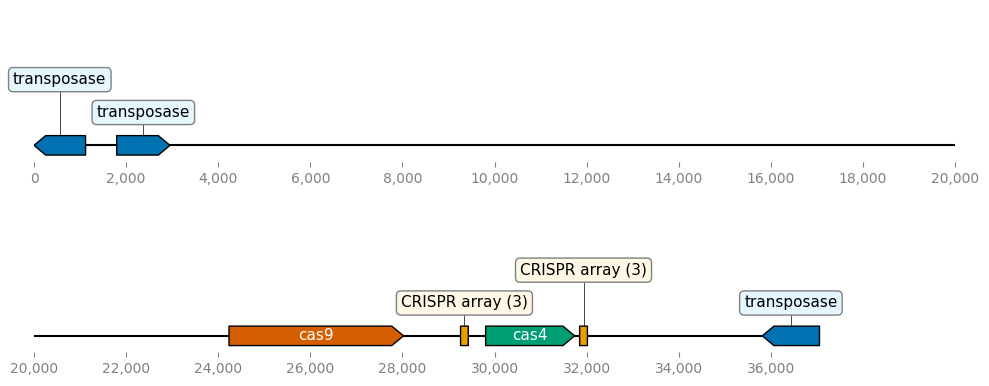 transposase
transposase
0 2,000 4,000 6,000 8,000 10,000 12,000 14,000 16,000 18,000 20,000
CRISPR array (3)
CRISPR array (3) transposase
cas9 cas4
20,000 22,000 24,000 26,000 28,000 30,000 32,000 34,000 36,000